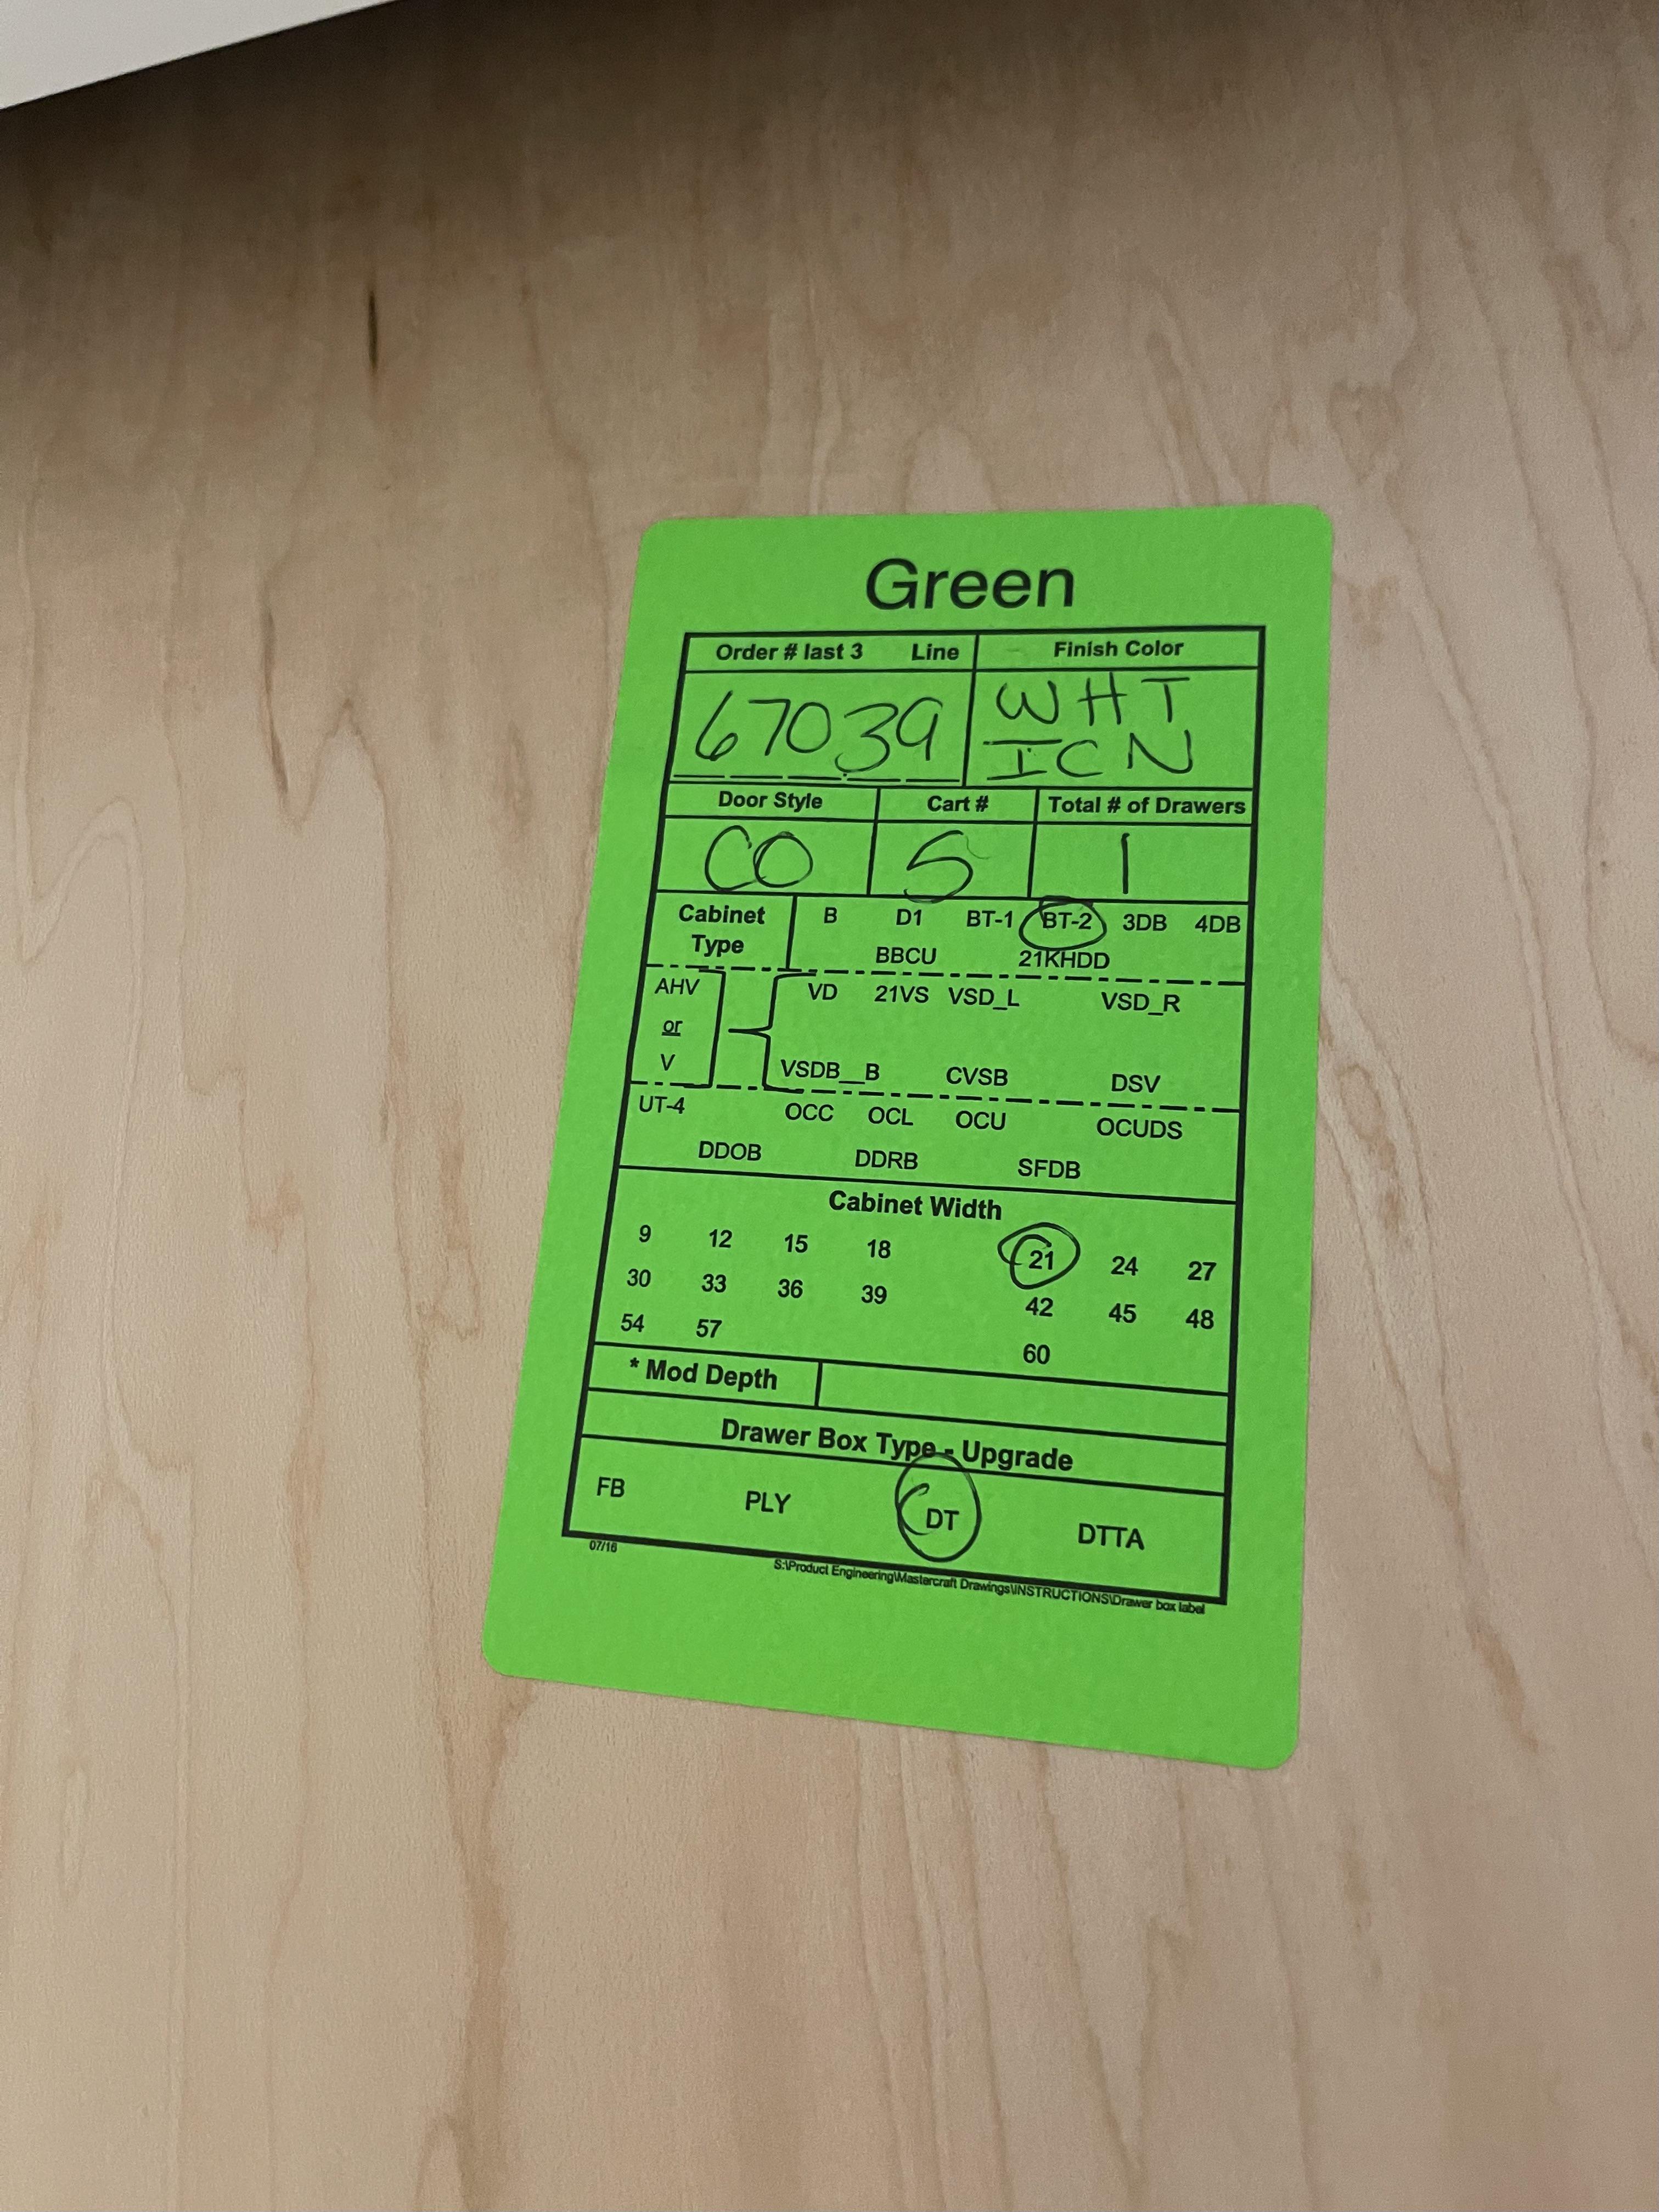 Green
Order # last 3 Line Finish Color
67039 WHT
ICN
Door Style Cart # Total # of Drawers
CO 5 1
Cabinet Type B D1 BT-1 BT-2 3DB 4DB
BBCU 21KHDD
AHV or V VD 21VS VSD_L VSD_R
VSDB__B CVSB DSV
UT-4 OCC OCL OCU OCUDS
DDOB DDRB SFDB
Cabinet Width
9 12 15 18 21 24 27
30 33 36 39 42 45 48
54 57 60
* Mod Depth
Drawer Box Type - Upgrade
FB PLY DT DTTA
07/16 S:\Product Engineering\Mastercraft Drawings\INSTRUCTIONS\Drawer box label